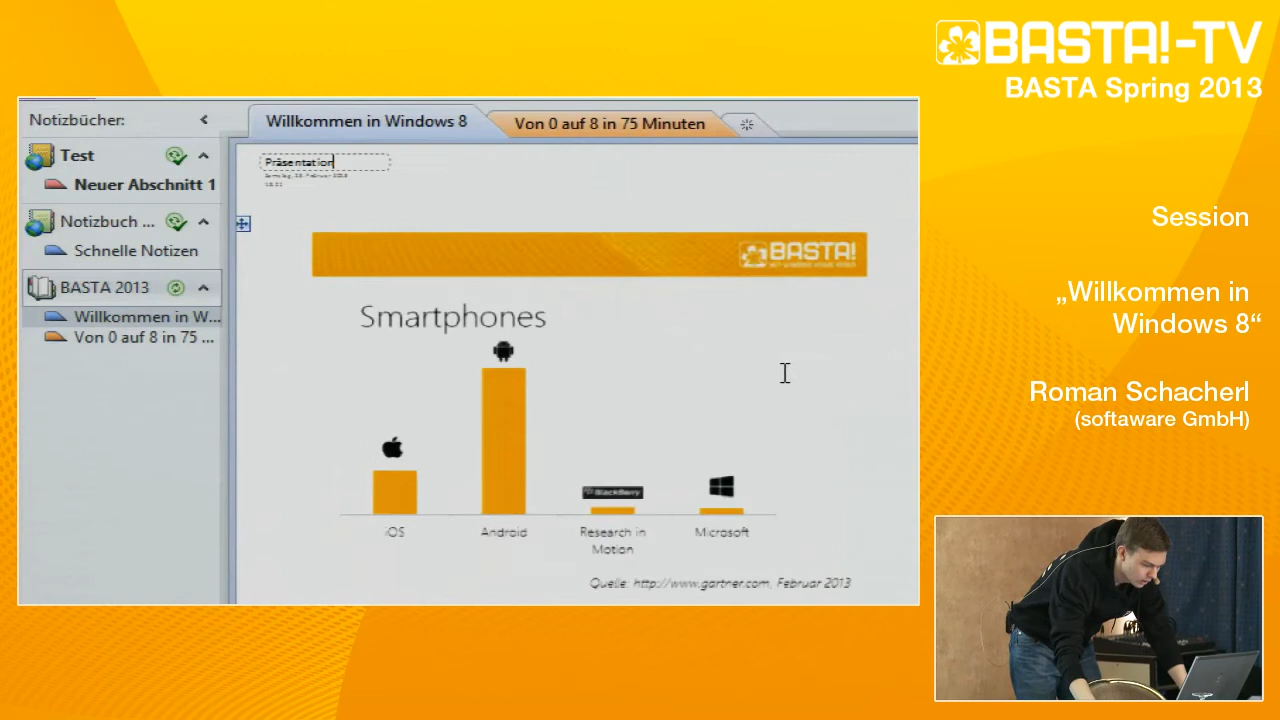 BASTA!-TV
BASTA Spring 2013
Notizbücher:
Willkommen in Windows 8
Von 0 auf 8 in 75 Minuten
Test
Neuer Abschnitt 1
Notizbuch ...
Schnelle Notizen
BASTA 2013
Willkommen in W...
Von 0 auf 8 in 75 ...
Präsentation
BASTA!
Smartphones
BlackBerry
iOS
Android
Research in
Motion
Microsoft
Quelle: http://www.gartner.com, Februar 2013
Session
„Willkommen in
Windows 8“
Roman Schacherl
(softaware GmbH)